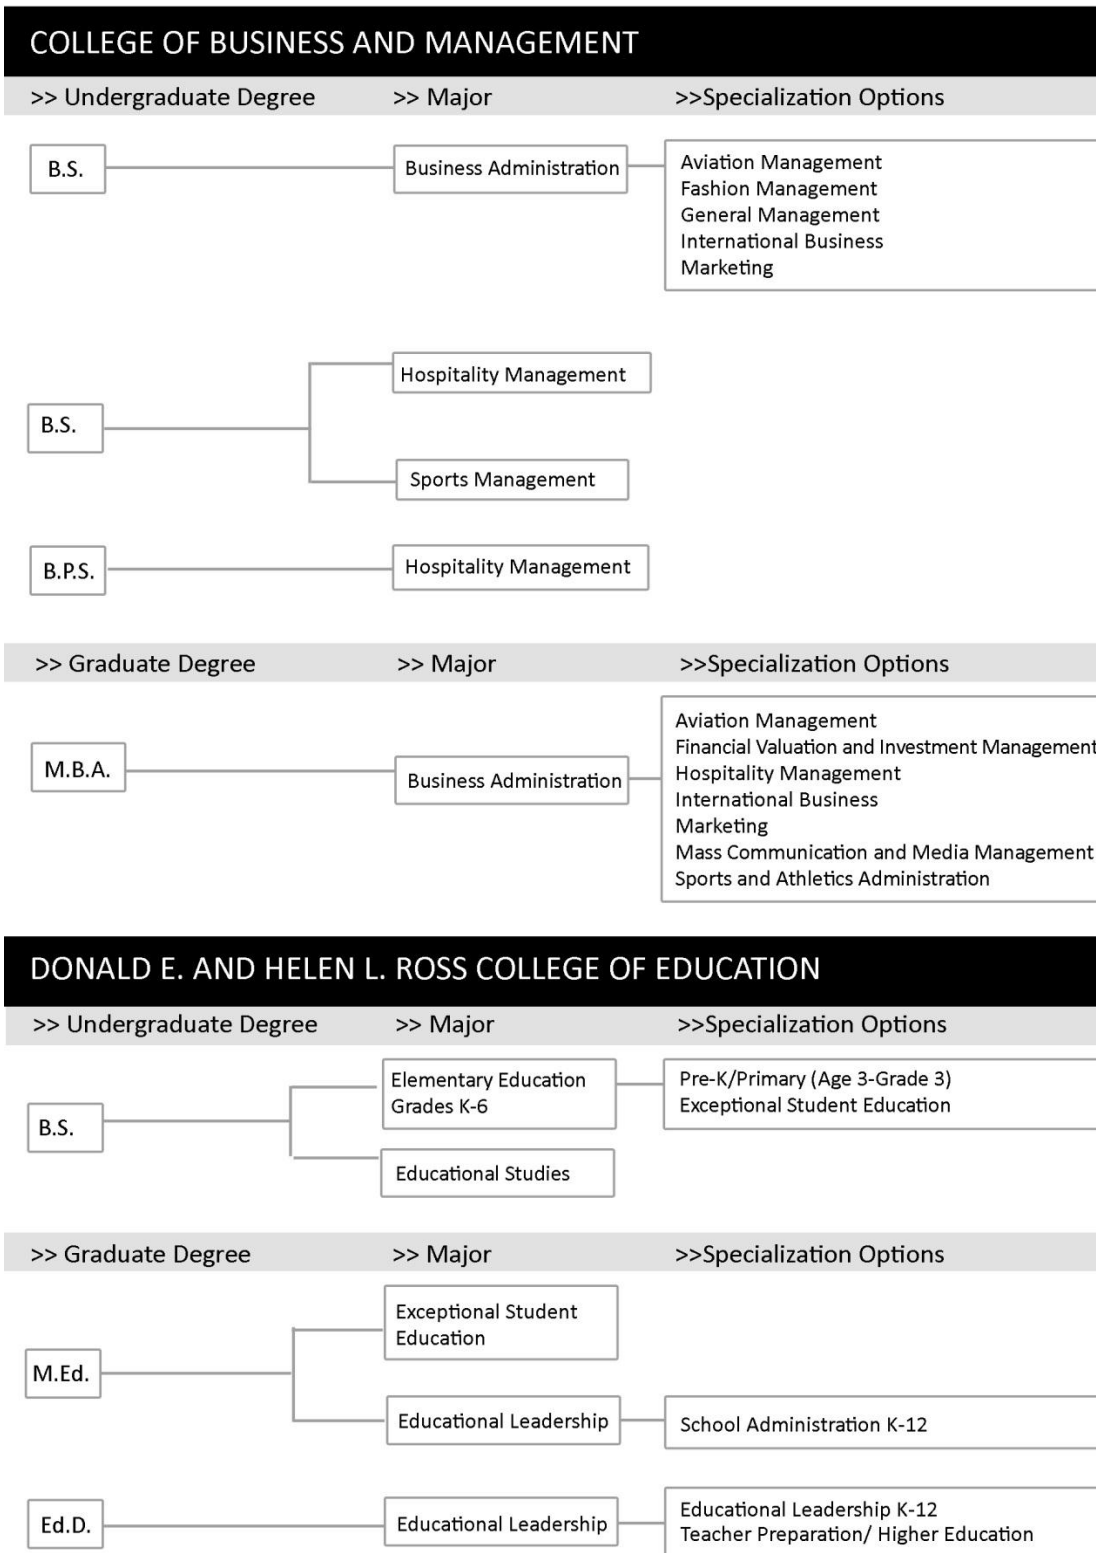 COLLEGE OF BUSINESS AND MANAGEMENT
>> Undergraduate Degree >> Major >>Specialization Options
B.S.
Business Administration
Aviation Management
Fashion Management
General Management
International Business
Marketing
B.S.
Hospitality Management
Sports Management
B.P.S.
Hospitality Management
>> Graduate Degree >> Major >>Specialization Options
M.B.A.
Business Administration
Aviation Management
Financial Valuation and Investment Management
Hospitality Management
International Business
Marketing
Mass Communication and Media Management
Sports and Athletics Administration
DONALD E. AND HELEN L. ROSS COLLEGE OF EDUCATION
>> Undergraduate Degree >> Major >>Specialization Options
B.S.
Elementary Education
Grades K-6
Pre-K/Primary (Age 3-Grade 3)
Exceptional Student Education
Educational Studies
>> Graduate Degree >> Major >>Specialization Options
M.Ed.
Exceptional Student
Education
Educational Leadership
School Administration K-12
Ed.D.
Educational Leadership
Educational Leadership K-12
Teacher Preparation/ Higher Education